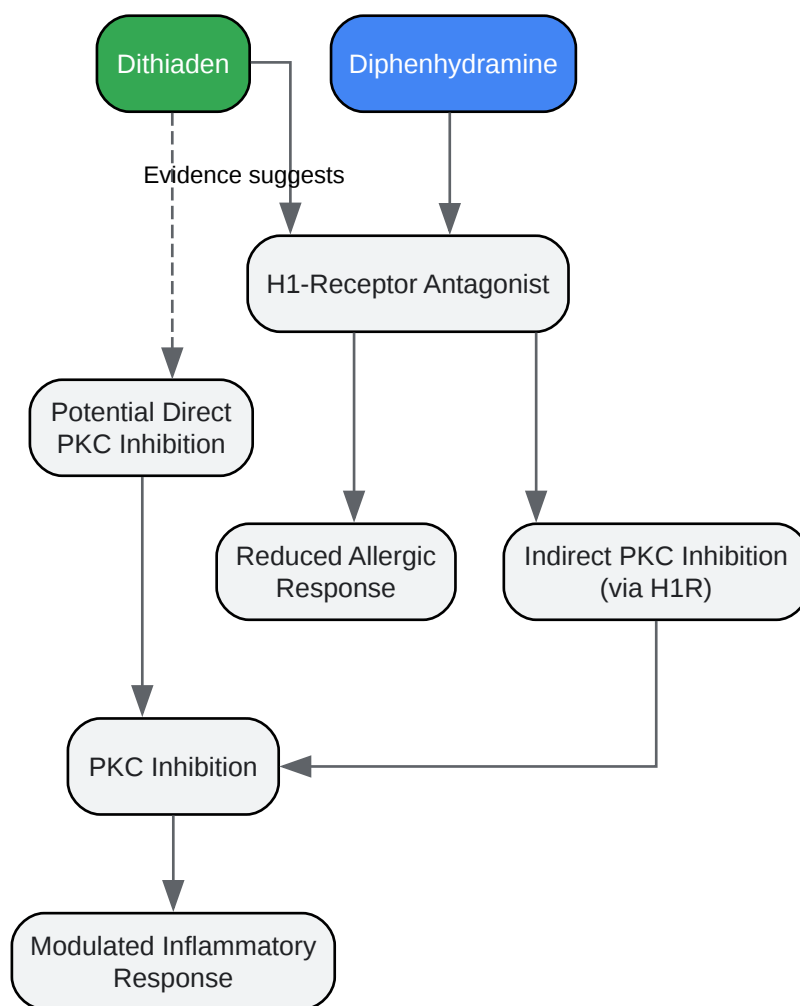 Dithiaden
Diphenhydramine
Evidence suggests
H1-Receptor Antagonist
Potential Direct
PKC Inhibition
Reduced Allergic
Response
Indirect PKC Inhibition
(via H1R)
PKC Inhibition
Modulated Inflammatory
Response